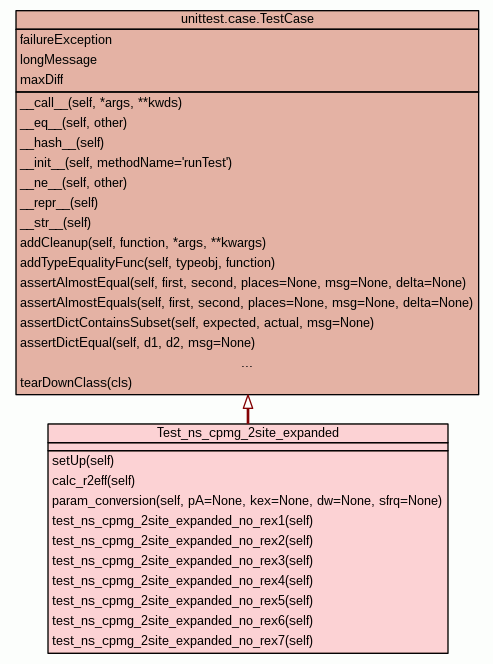 unittest.case.TestCase
failureException
longMessage
maxDiff
__call__(self, *args, **kwds)
__eq__(self, other)
__hash__(self)
__init__(self, methodName='runTest')
__ne__(self, other)
__repr__(self)
__str__(self)
addCleanup(self, function, *args, **kwargs)
addTypeEqualityFunc(self, typeobj, function)
assertAlmostEqual(self, first, second, places=None, msg=None, delta=None)
assertAlmostEquals(self, first, second, places=None, msg=None, delta=None)
assertDictContainsSubset(self, expected, actual, msg=None)
assertDictEqual(self, d1, d2, msg=None)
...
tearDownClass(cls)
Test_ns_cpmg_2site_expanded
setUp(self)
calc_r2eff(self)
param_conversion(self, pA=None, kex=None, dw=None, sfrq=None)
test_ns_cpmg_2site_expanded_no_rex1(self)
test_ns_cpmg_2site_expanded_no_rex2(self)
test_ns_cpmg_2site_expanded_no_rex3(self)
test_ns_cpmg_2site_expanded_no_rex4(self)
test_ns_cpmg_2site_expanded_no_rex5(self)
test_ns_cpmg_2site_expanded_no_rex6(self)
test_ns_cpmg_2site_expanded_no_rex7(self)